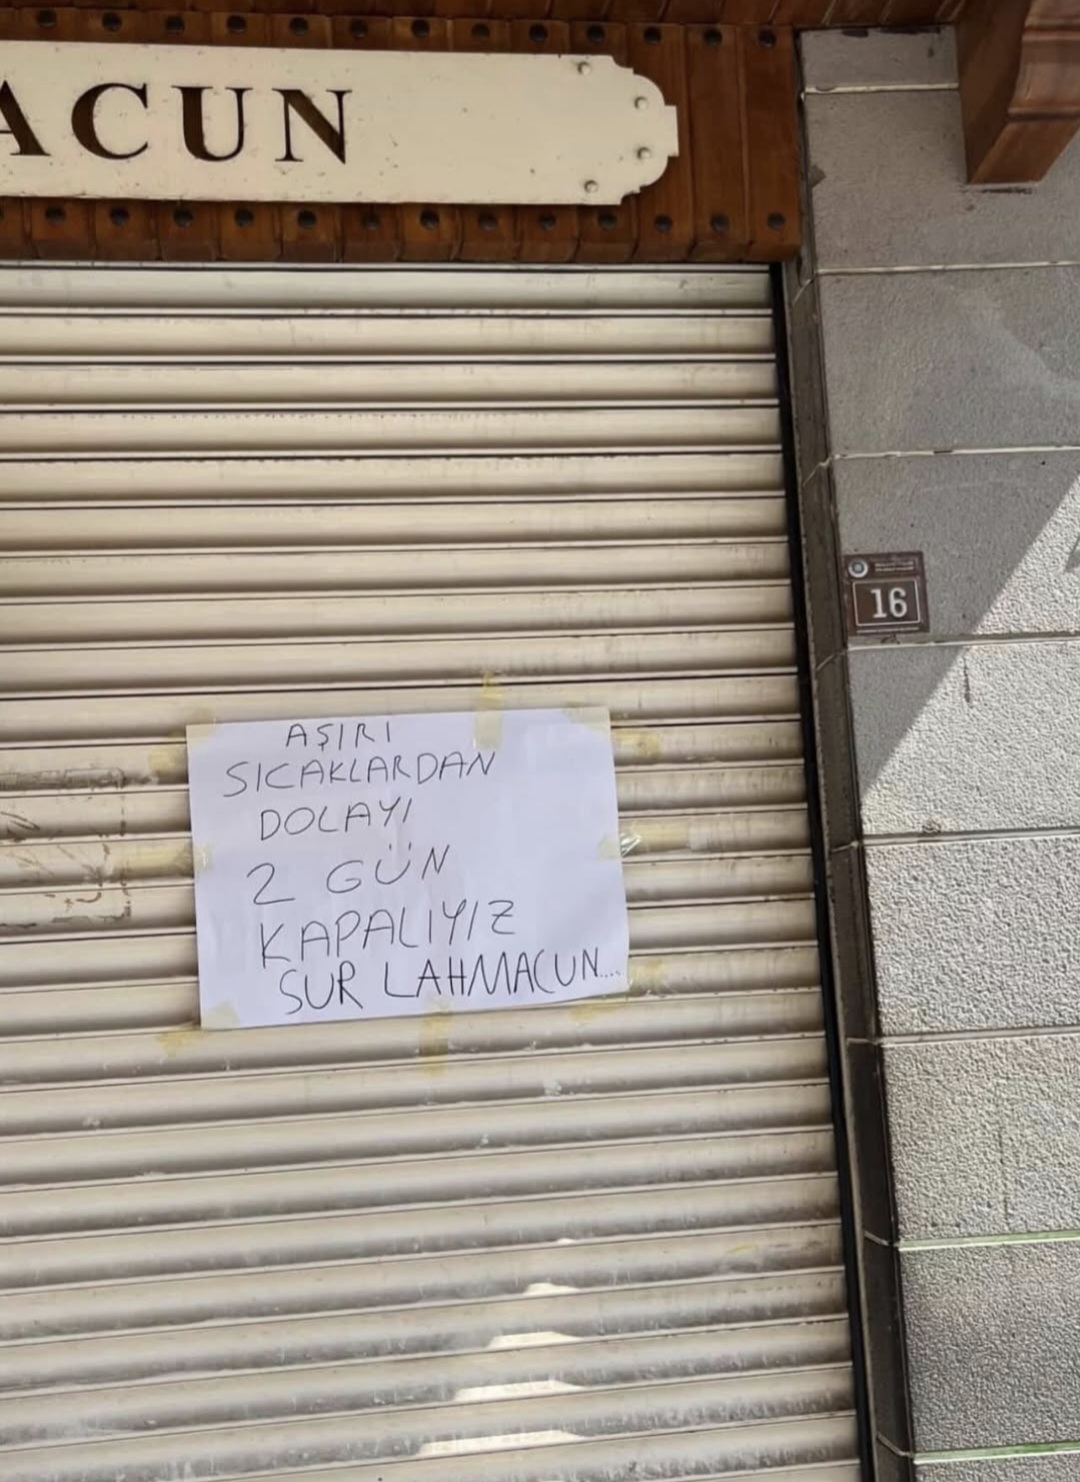 ACUN
16
AŞIRI
SICAKLARDAN
DOLAYI
2 GÜN
KAPALIYIZ
SUR LAHMACUN....